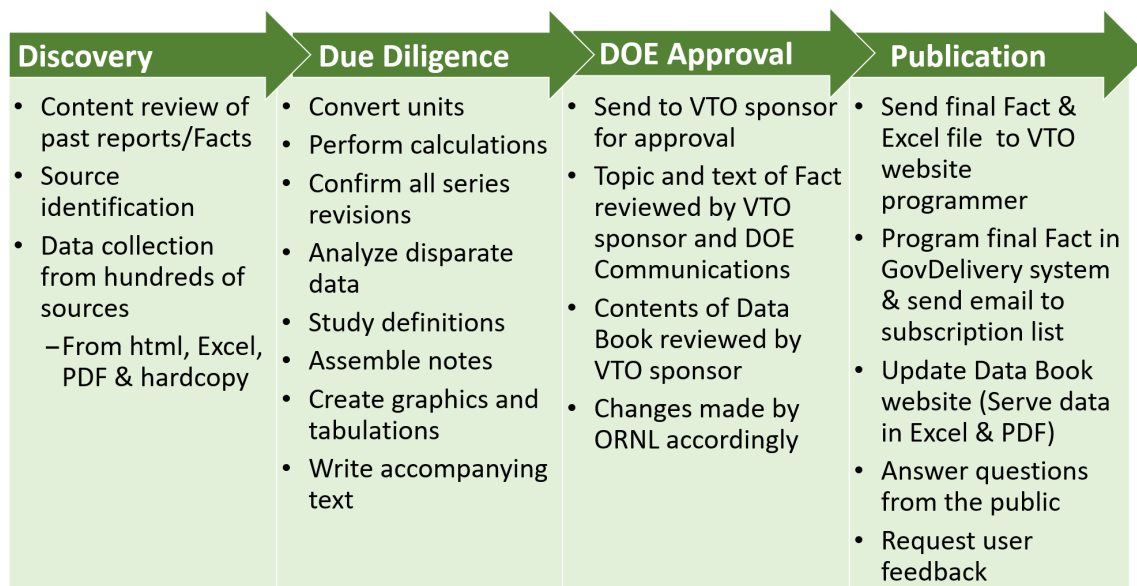 Discovery
• Content review of
past reports/Facts
• Source
identification
• Data collection
from hundreds of
sources
–From html, Excel,
PDF & hardcopy
Due Diligence
• Convert units
• Perform calculations
• Confirm all series
revisions
• Analyze disparate
data
• Study definitions
• Assemble notes
• Create graphics and
tabulations
• Write accompanying
text
DOE Approval
• Send to VTO sponsor
for approval
• Topic and text of Fact
reviewed by VTO
sponsor and DOE
Communications
• Contents of Data
Book reviewed by
VTO sponsor
• Changes made by
ORNL accordingly
Publication
• Send final Fact &
Excel file to VTO
website
programmer
• Program final Fact in
GovDelivery system
& send email to
subscription list
• Update Data Book
website (Serve data
in Excel & PDF)
• Answer questions
from the public
• Request user
feedback